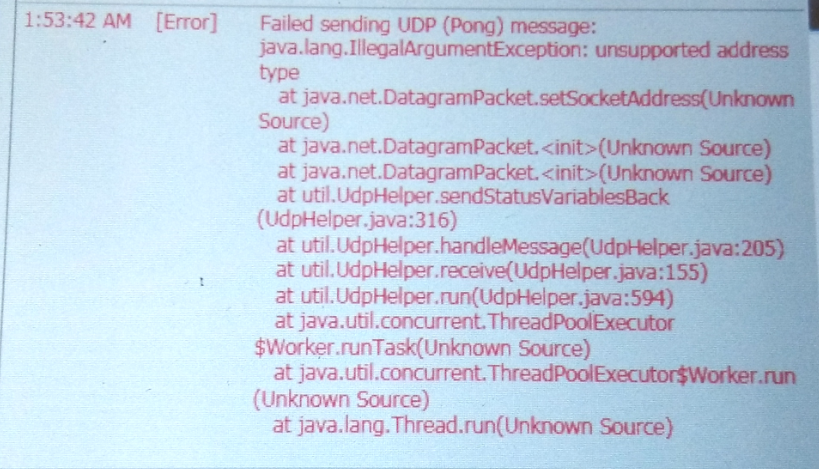 1:53:42 AM [Error] Failed sending UDP (Pong) message:
java.lang.IllegalArgumentException: unsupported address
type
at java.net.DatagramPacket.setSocketAddress(Unknown
Source)
at java.net.DatagramPacket.<init>(Unknown Source)
at java.net.DatagramPacket.<init>(Unknown Source)
at util.UdpHelper.sendStatusVariablesBack
(UdpHelper.java:316)
at util.UdpHelper.handleMessage(UdpHelper.java:205)
at util.UdpHelper.receive(UdpHelper.java:155)
at util.UdpHelper.run(UdpHelper.java:594)
at java.util.concurrent.ThreadPoolExecutor
$Worker.runTask(Unknown Source)
at java.util.concurrent.ThreadPoolExecutor$Worker.run
(Unknown Source)
at java.lang.Thread.run(Unknown Source)